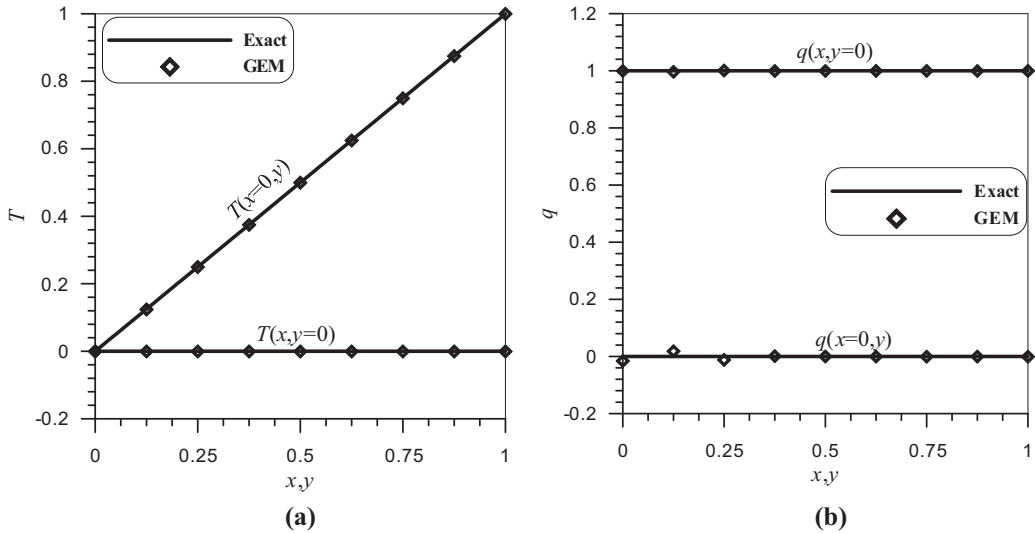 1
0.8
0.6
0.4
0.2
0
-0.2
T
Exact
GEM
T(x=0,y)
T(x,y=0)
0 0.25 0.5 0.75 1
x,y
(a)
1.2
1
0.8
0.6
0.4
0.2
0
-0.2
q
q(x,y=0)
Exact
GEM
q(x=0,y)
0 0.25 0.5 0.75 1
x,y
(b)